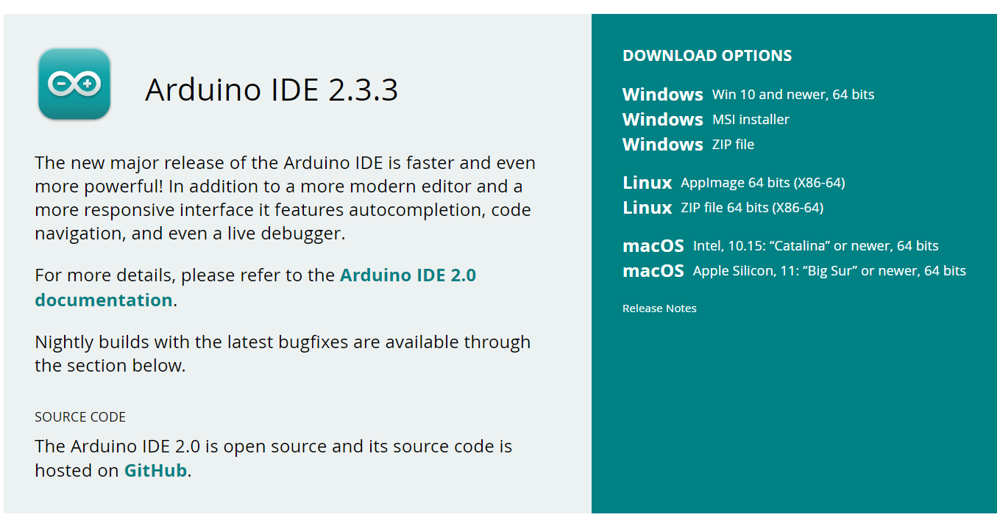 Arduino IDE 2.3.3
The new major release of the Arduino IDE is faster and even
more powerful! In addition to a more modern editor and a
more responsive interface it features autocompletion, code
navigation, and even a live debugger.
For more details, please refer to the Arduino IDE 2.0
documentation.
Nightly builds with the latest bugfixes are available through
the section below.
SOURCE CODE
The Arduino IDE 2.0 is open source and its source code is
hosted on GitHub.
DOWNLOAD OPTIONS
Windows Win 10 and newer, 64 bits
Windows MSI installer
Windows ZIP file
Linux AppImage 64 bits (X86-64)
Linux ZIP file 64 bits (X86-64)
macOS Intel, 10.15: “Catalina” or newer, 64 bits
macOS Apple Silicon, 11: “Big Sur” or newer, 64 bits
Release Notes